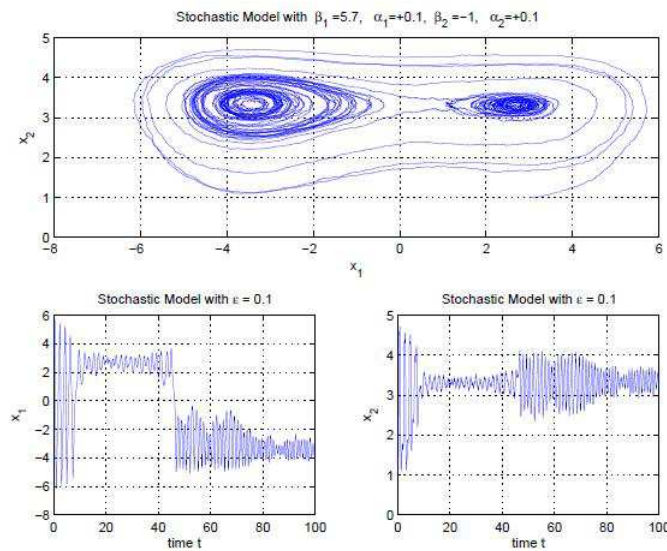 Stochastic Model with β1 =5.7, α1=+0.1, β2 =−1, α2=+0.1
5
4
3
2
1
0
x2
−8 −6 −4 −2 0 2 4 6
x1
Stochastic Model with ε = 0.1
6
4
2
0
−2
−4
−6
−8
x1
0 20 40 60 80 100
time t
Stochastic Model with ε = 0.1
5
4
3
2
1
0
x2
0 20 40 60 80 100
time t